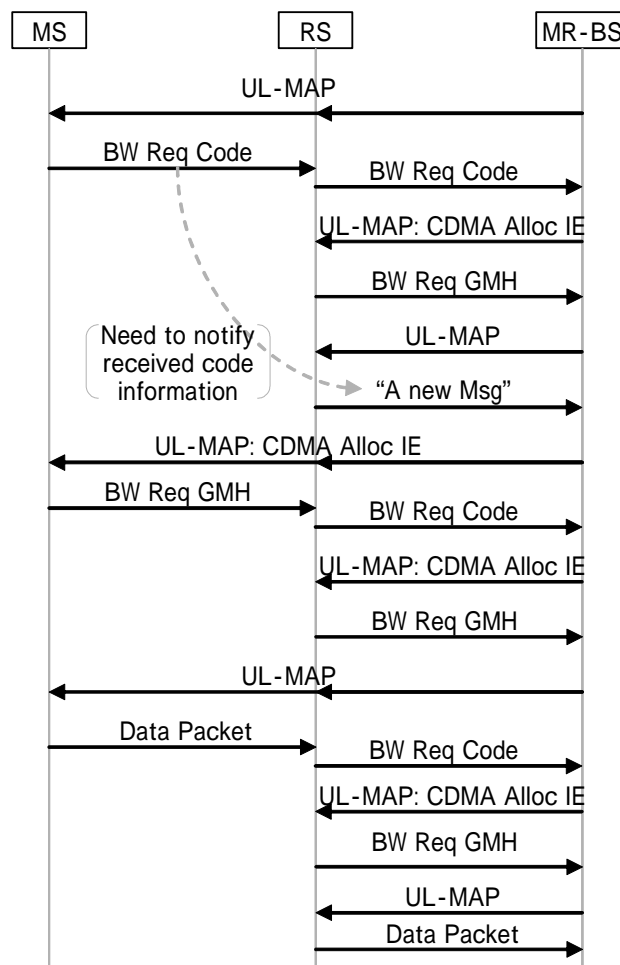 MS RS MR-BS
UL-MAP
BW Req Code
BW Req Code
UL-MAP: CDMA Alloc IE
BW Req GMH
UL-MAP
Need to notify
received code
information
“A new Msg”
UL-MAP: CDMA Alloc IE
BW Req GMH
BW Req Code
UL-MAP: CDMA Alloc IE
BW Req GMH
UL-MAP
Data Packet
BW Req Code
UL-MAP: CDMA Alloc IE
BW Req GMH
UL-MAP
Data Packet